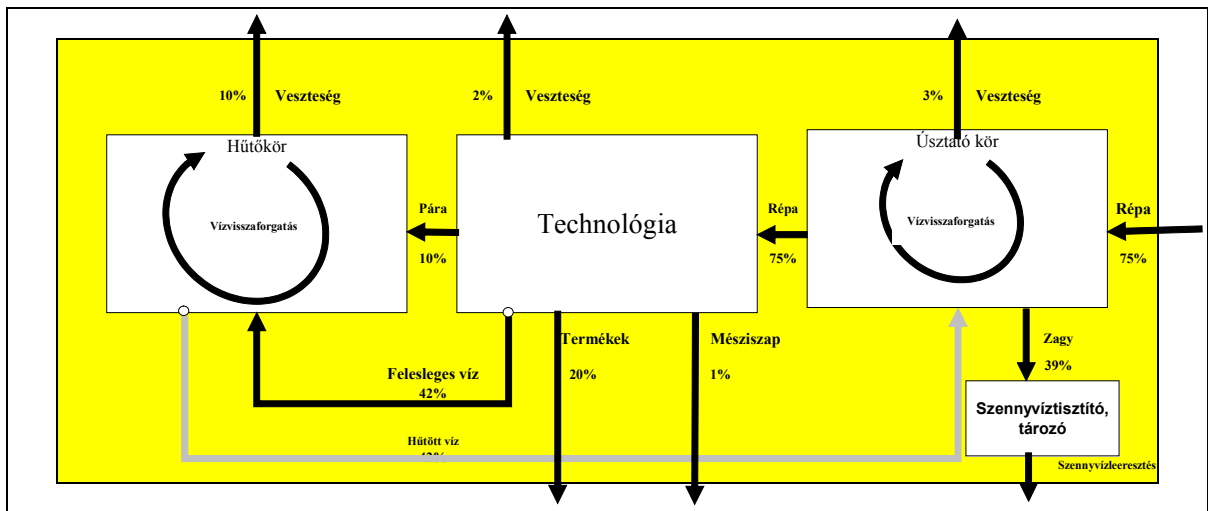 10% Veszteség
2% Veszteség
3% Veszteség
Hűtőkör
Vízvisszaforgatás
Pára
10%
Technológia
Répa
75%
Úsztató kör
Vízvisszaforgatás
Répa
75%
Felesleges víz
42%
Termékek
20%
Mésziszap
1%
Zagy
39%
Hűtött víz
42%
Szennyvíztisztító,
tározó
Szennyvízleeresztés